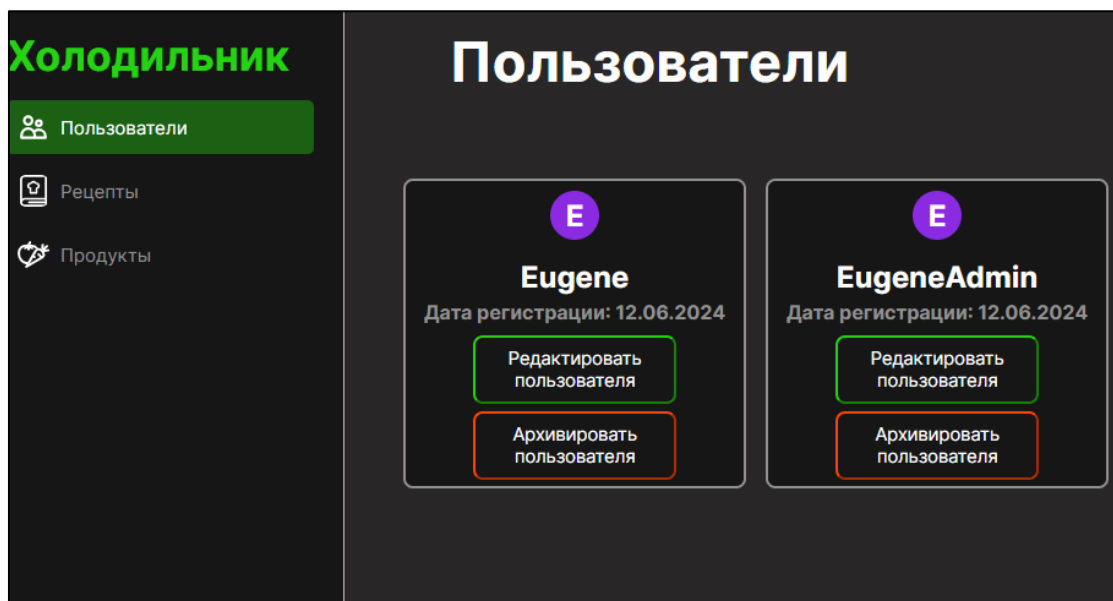 Холодильник
Пользователи
Рецепты
Продукты
Пользователи
E
Eugene
Дата регистрации: 12.06.2024
Редактировать
пользователя
Архивировать
пользователя
E
EugeneAdmin
Дата регистрации: 12.06.2024
Редактировать
пользователя
Архивировать
пользователя